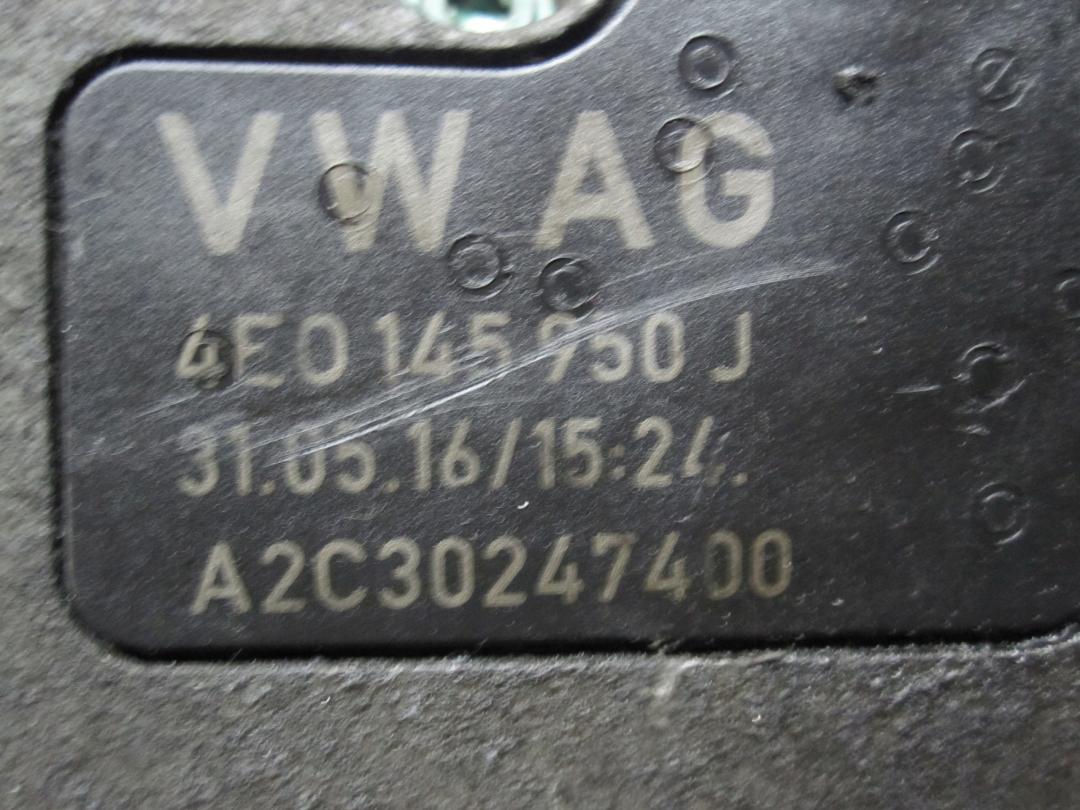 VW AG
4E0 145 950 J
31.05.16/15:24.
A2C30247400